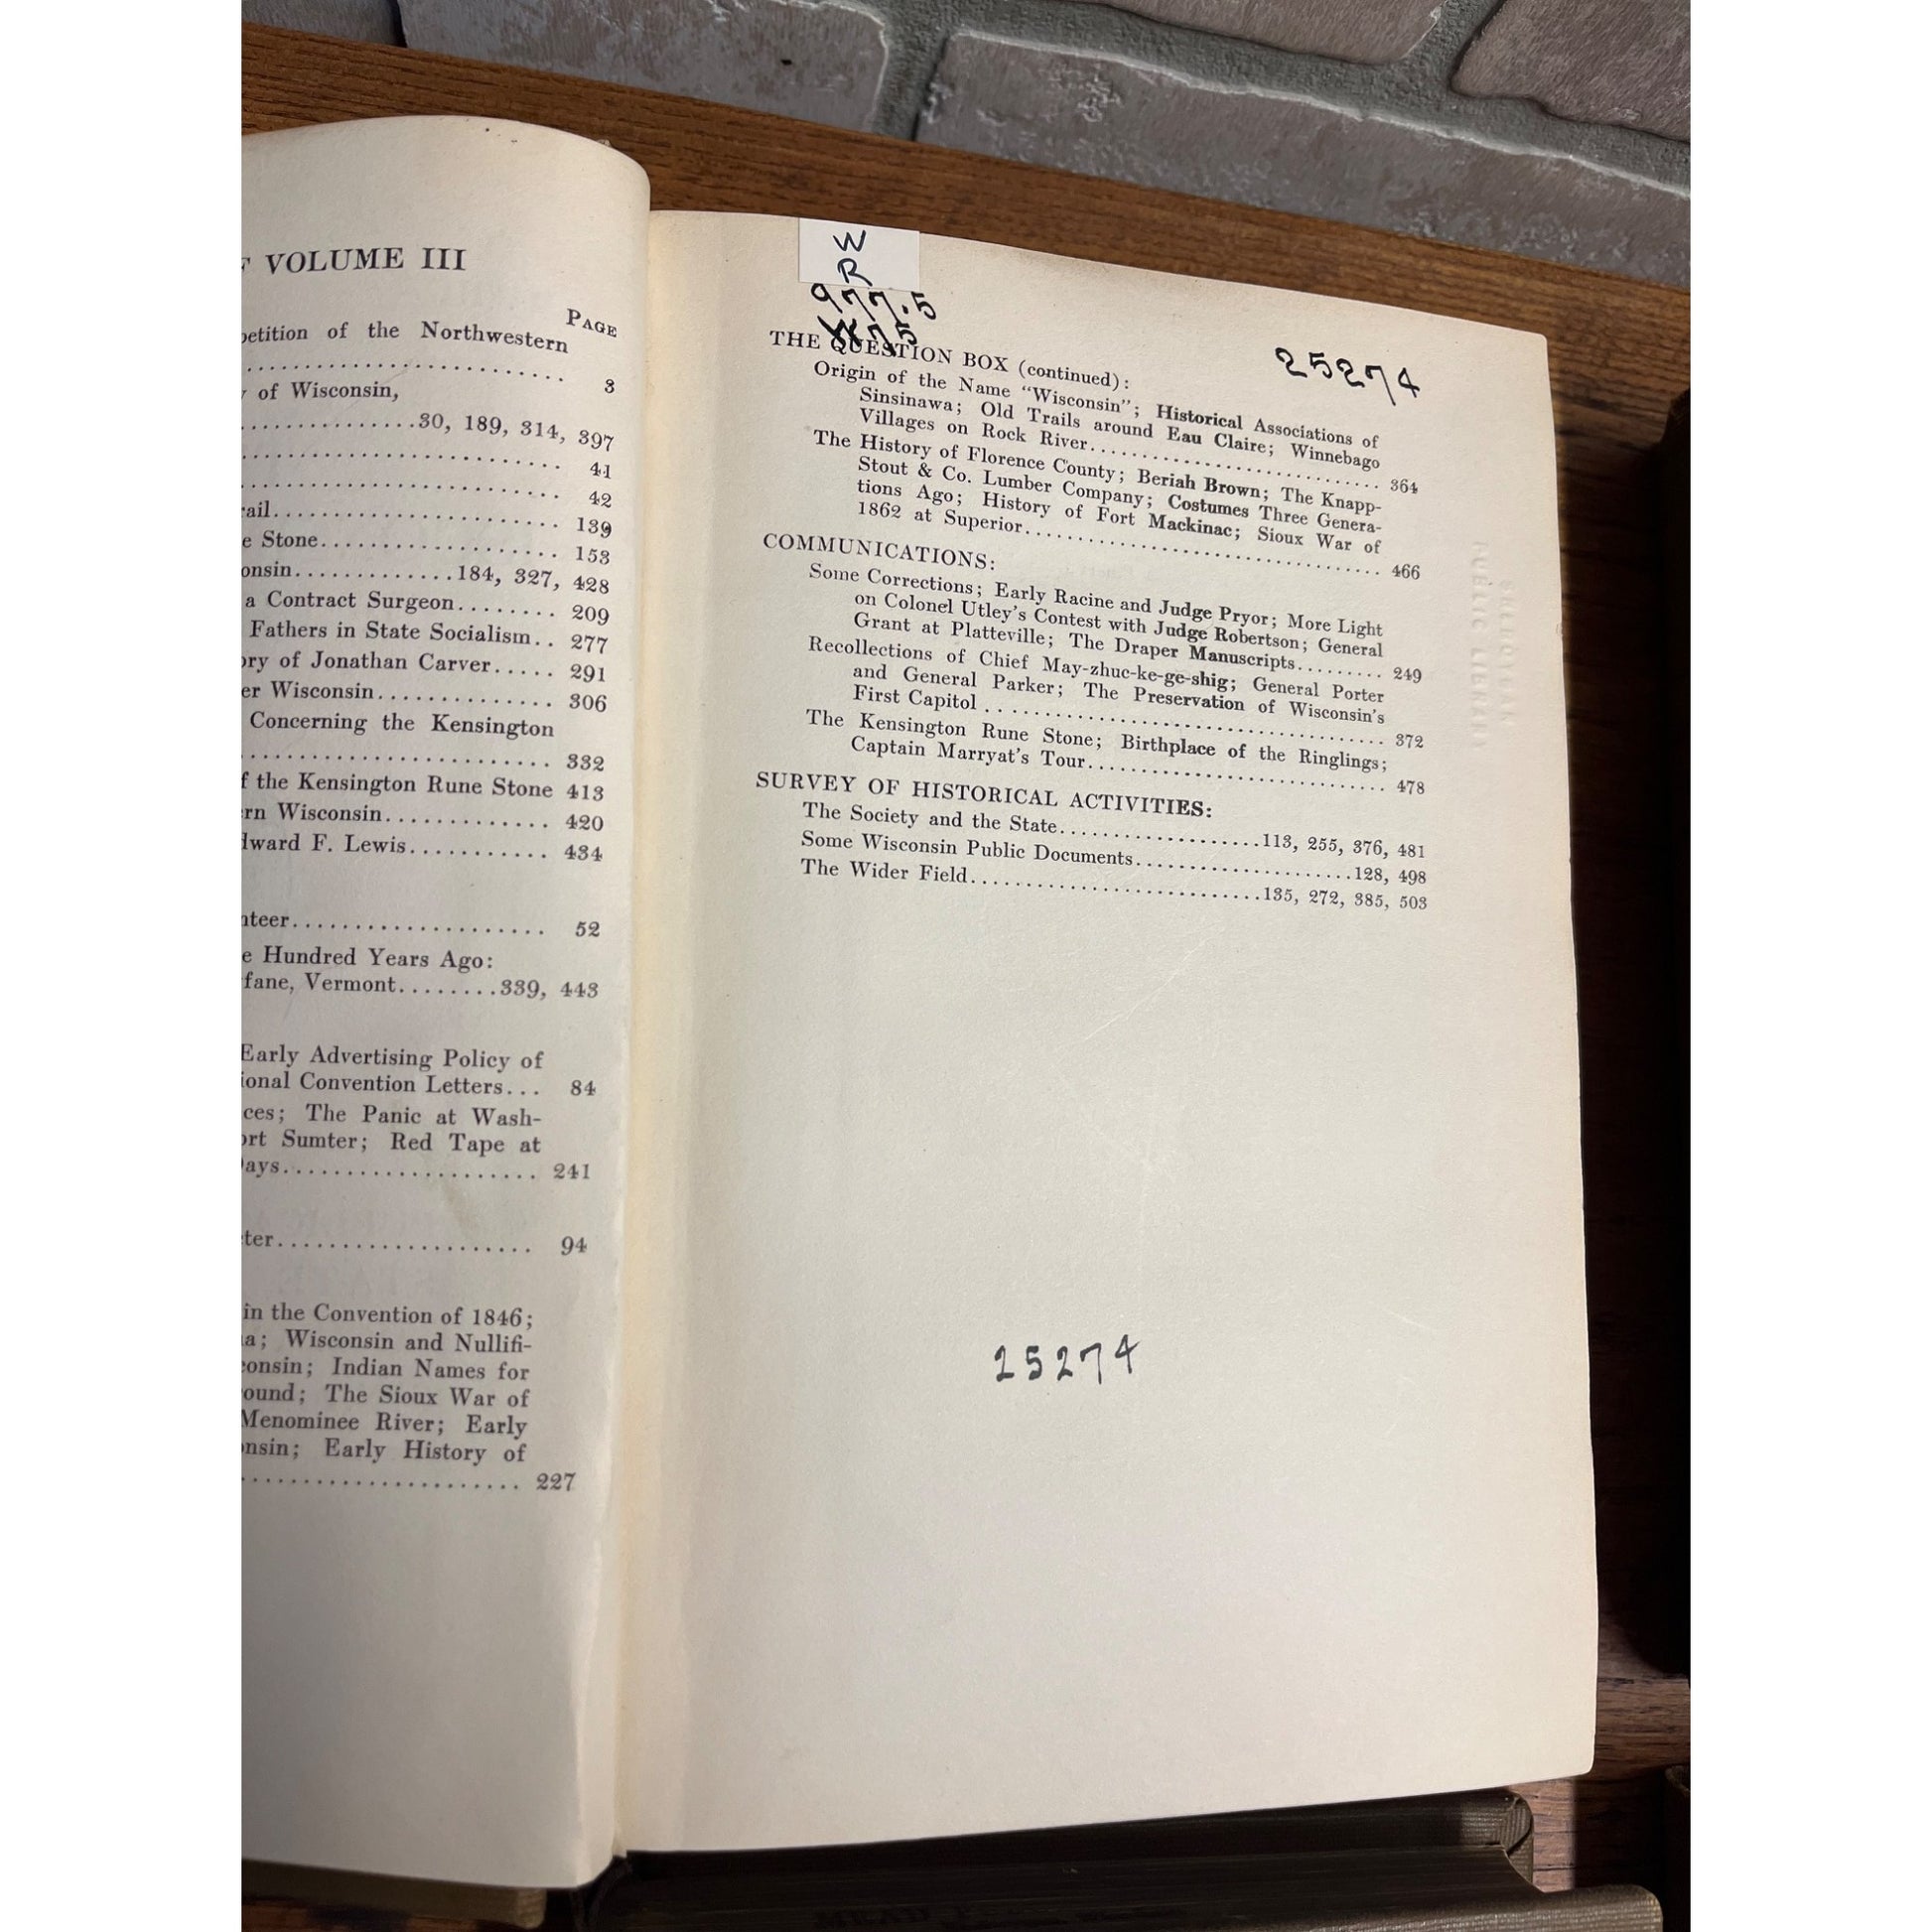 VOLUME III
PAGE
petition of the Northwestern
........................... 3
of Wisconsin,
................30, 189, 314, 397
........................... 41
........................... 42
ail........................... 139
e Stone................... 153
onsin.............184, 327, 428
a Contract Surgeon........ 209
Fathers in State Socialism.. 277
ory of Jonathan Carver..... 291
er Wisconsin............. 306
Concerning the Kensington
........................... 332
f the Kensington Rune Stone 413
rn Wisconsin............. 420
dward F. Lewis........... 434
nteer..................... 52
e Hundred Years Ago:
fane, Vermont........339, 443
Early Advertising Policy of
ional Convention Letters... 84
ces; The Panic at Wash-
ort Sumter; Red Tape at
Days..................... 241
ter..................... 94
in the Convention of 1846;
na; Wisconsin and Nullifi-
consin; Indian Names for
ound; The Sioux War of
Menominee River; Early
onsin; Early History of
....................... 227
W
R
977.5
W75
25274
THE QUESTION BOX (continued):
Origin of the Name "Wisconsin"; Historical Associations of
Sinsinawa; Old Trails around Eau Claire; Winnebago
Villages on Rock River........................... 364
The History of Florence County; Beriah Brown; The Knapp-
Stout & Co. Lumber Company; Costumes Three Genera-
tions Ago; History of Fort Mackinac; Sioux War of
1862 at Superior................................. 466
COMMUNICATIONS:
Some Corrections; Early Racine and Judge Pryor; More Light
on Colonel Utley's Contest with Judge Robertson; General
Grant at Platteville; The Draper Manuscripts......... 249
Recollections of Chief May-zhuc-ke-ge-shig; General Porter
and General Parker; The Preservation of Wisconsin's
First Capitol ..................................... 372
The Kensington Rune Stone; Birthplace of the Ringlings;
Captain Marryat's Tour........................... 478
SURVEY OF HISTORICAL ACTIVITIES:
The Society and the State...................113, 255, 376, 481
Some Wisconsin Public Documents.....................128, 498
The Wider Field...........................135, 272, 385, 503
25274
SHEBOYGAN
PUBLIC LIBRARY